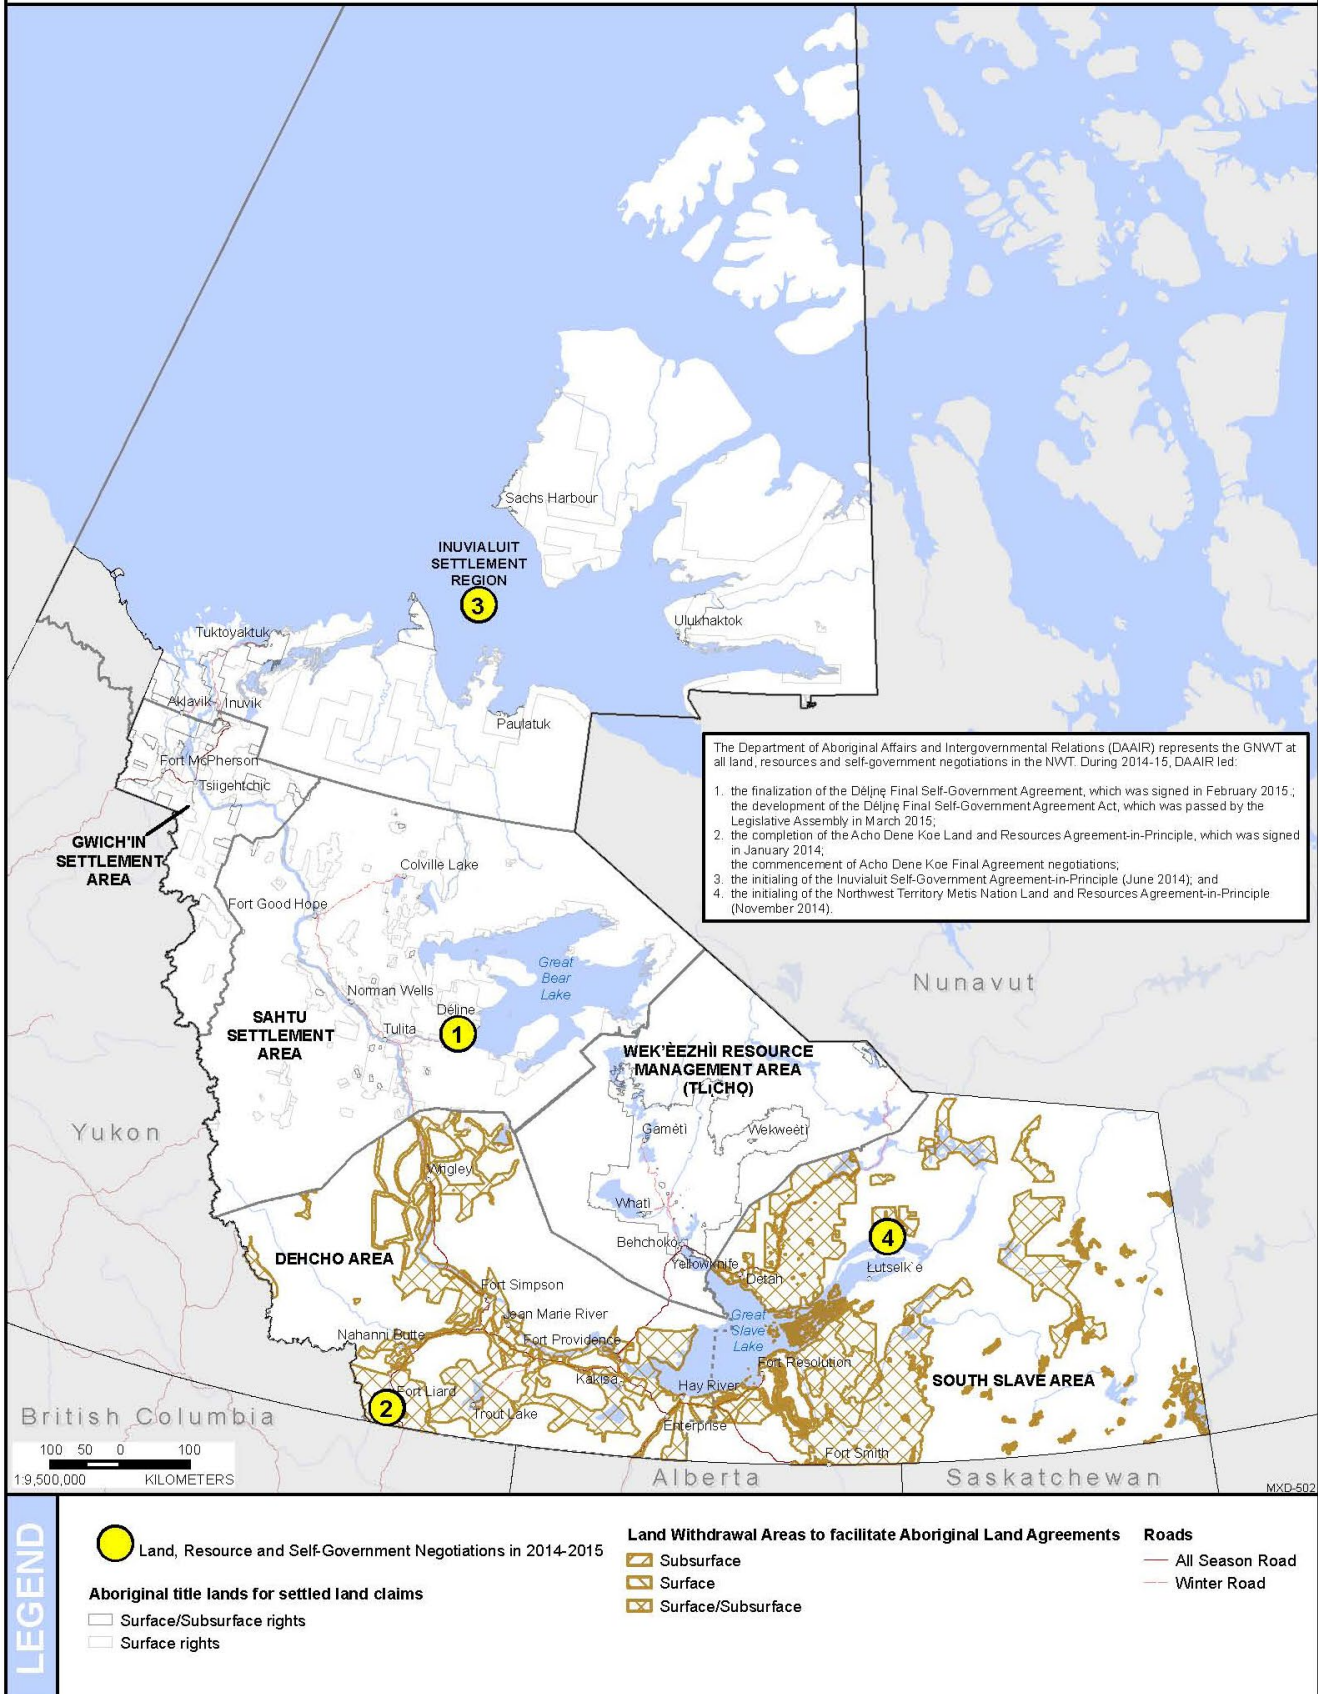 Sachs Harbour
INUVIALUIT
SETTLEMENT
REGION
3
Ulukhaktok
Tuktoyaktuk
Aklavik
Inuvik
Paulatuk
Fort McPherson
Tsiigehtchic
GWICH'IN
SETTLEMENT
AREA
The Department of Aboriginal Affairs and Intergovernmental Relations (DAAIR) represents the GNWT at
all land, resources and self-government negotiations in the NWT. During 2014-15, DAAIR led:
1. the finalization of the Délįnę Final Self-Government Agreement, which was signed in February 2015.;
the development of the Délįnę Final Self-Government Agreement Act, which was passed by the
Legislative Assembly in March 2015;
2. the completion of the Acho Dene Koe Land and Resources Agreement-in-Principle, which was signed
in January 2014;
the commencement of Acho Dene Koe Final Agreement negotiations;
3. the initialing of the Inuvialuit Self-Government Agreement-in-Principle (June 2014); and
4. the initialing of the Northwest Territory Metis Nation Land and Resources Agreement-in-Principle
(November 2014).
Colville Lake
Fort Good Hope
Great
Bear
Lake
Nunavut
Norman Wells
Déline
SAHTU
SETTLEMENT
AREA
Tulita
1
WEK'ÈEZHÌI RESOURCE
MANAGEMENT AREA
(TŁĮCHǪ)
Yukon
Gamètì
Wekweètì
Wrigley
Whatì
Behchokò
DEHCHO AREA
Yellowknife
Detah
4
Łutselk`e
Fort Simpson
Jean Marie River
Great
Slave
Lake
Nahanni Butte
Fort Providence
Fort Resolution
Kakisa
Hay River
SOUTH SLAVE AREA
Fort Liard
2
Trout Lake
Enterprise
Fort Smith
British Columbia
Alberta
Saskatchewan
100 50 0 100
1:9,500,000 KILOMETERS
MXD-502
LEGEND
Land, Resource and Self-Government Negotiations in 2014-2015
Aboriginal title lands for settled land claims
Surface/Subsurface rights
Surface rights
Land Withdrawal Areas to facilitate Aboriginal Land Agreements
Subsurface
Surface
Surface/Subsurface
Roads
All Season Road
Winter Road